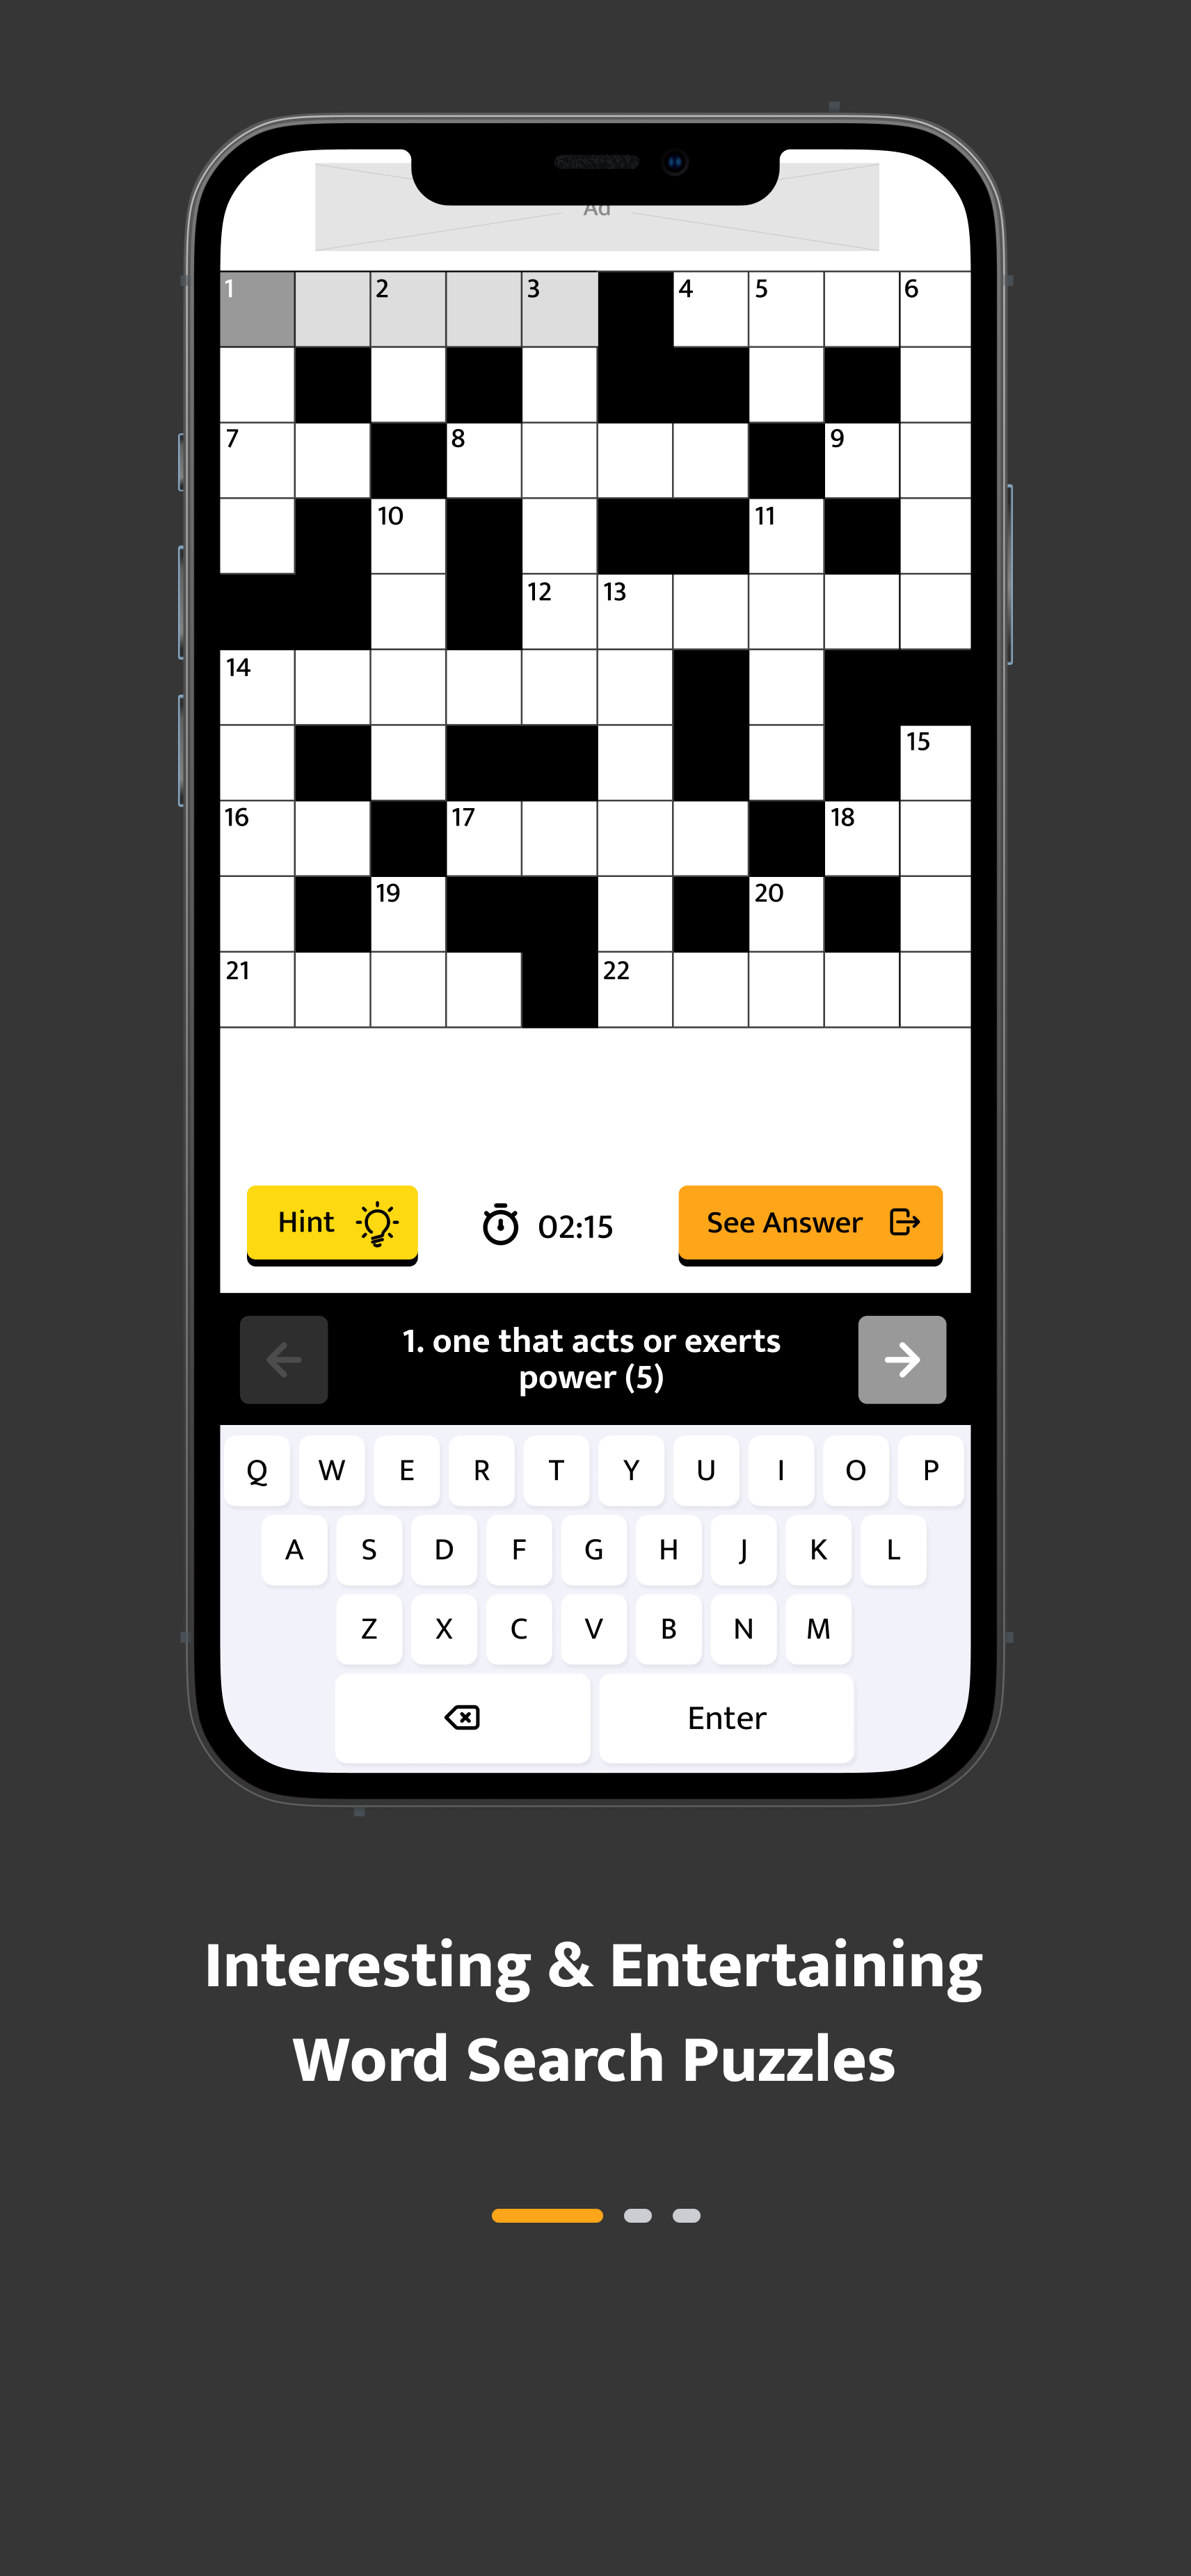 Ad
1 2 3 4 5 6
7 8 9
10 11
12 13
14
15
16 17 18
19 20
21 22
Hint
02:15
See Answer
1. one that acts or exerts
power (5)
Q W E R T Y U I O P
A S D F G H J K L
Z X C V B N M
Enter
Interesting & Entertaining
Word Search Puzzles